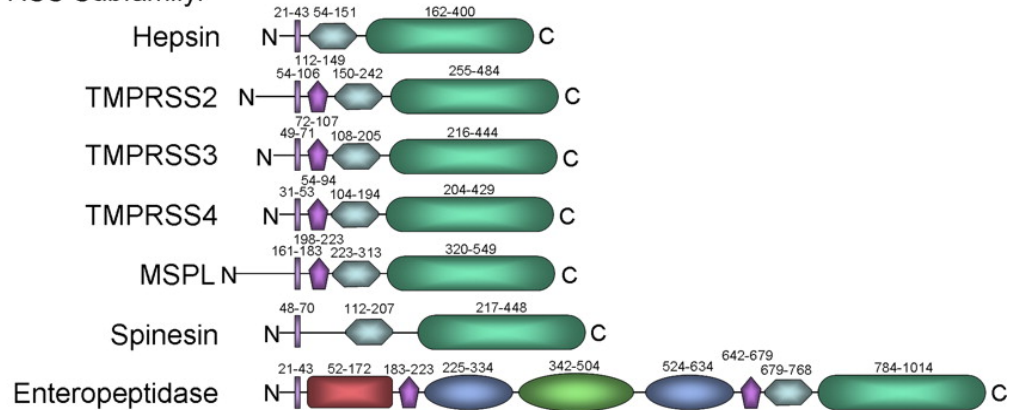 21-43 54-151 162-400
Hepsin N C
112-149
54-106 150-242 255-484
TMPRSS2 N C
72-107
49-71 108-205 216-444
TMPRSS3 N C
54-94
31-53 104-194 204-429
TMPRSS4 N C
198-223
161-183 223-313 320-549
MSPL N C
48-70 112-207 217-448
Spinesin N C
642-679
21-43 52-172 183-223 225-334 342-504 524-634 679-768 784-1014
Enteropeptidase N C